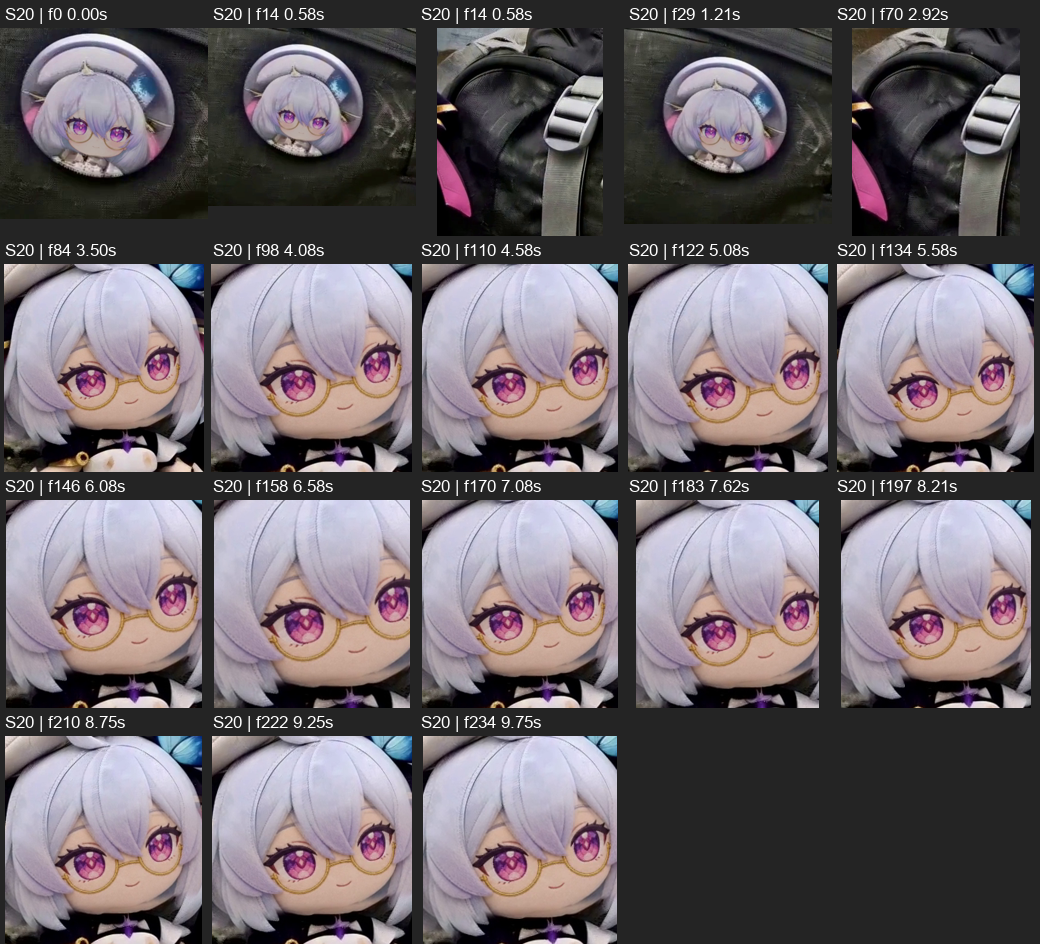 S20 | f0 0.00s
S20 | f14 0.58s
S20 | f14 0.58s
S20 | f29 1.21s
S20 | f70 2.92s
S20 | f84 3.50s
S20 | f98 4.08s
S20 | f110 4.58s
S20 | f122 5.08s
S20 | f134 5.58s
S20 | f146 6.08s
S20 | f158 6.58s
S20 | f170 7.08s
S20 | f183 7.62s
S20 | f197 8.21s
S20 | f210 8.75s
S20 | f222 9.25s
S20 | f234 9.75s